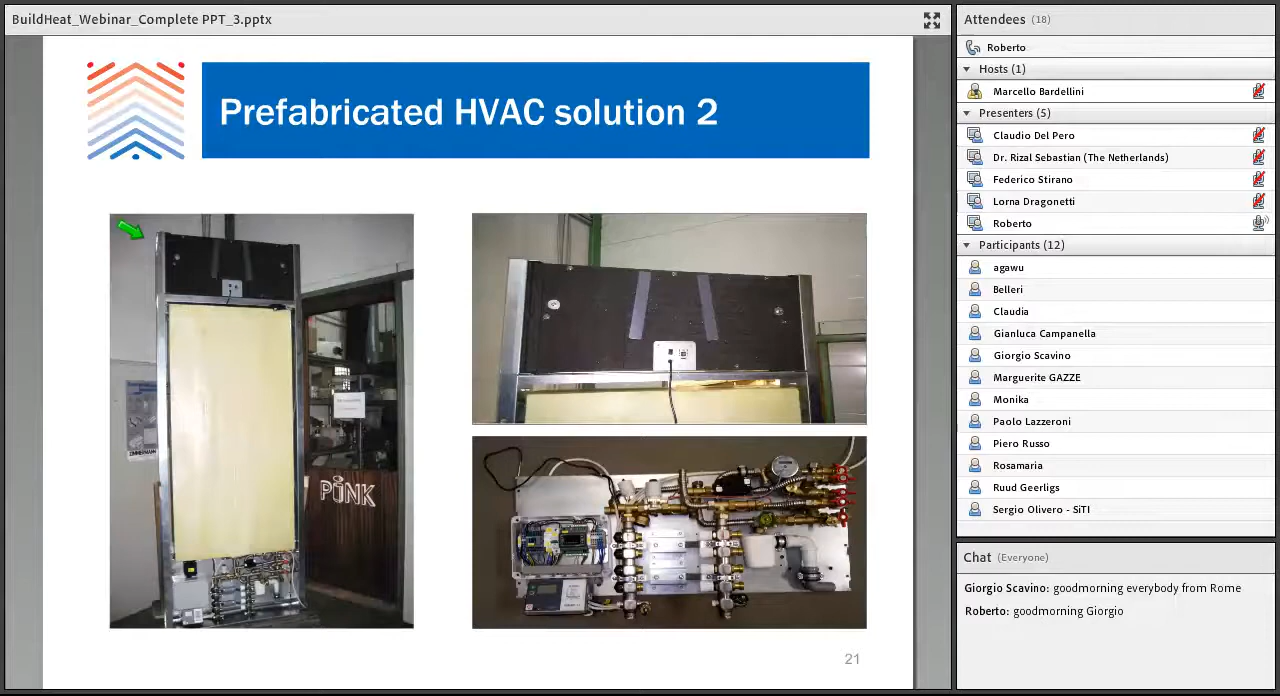 BuildHeat_Webinar_Complete PPT_3.pptx
Prefabricated HVAC solution 2
ZIMMERMANN
PINK
21
Attendees (18)
Roberto
Hosts (1)
Marcello Bardellini
Presenters (5)
Claudio Del Pero
Dr. Rizal Sebastian (The Netherlands)
Federico Stirano
Lorna Dragonetti
Roberto
Participants (12)
agawu
Belleri
Claudia
Gianluca Campanella
Giorgio Scavino
Marguerite GAZZE
Monika
Paolo Lazzeroni
Piero Russo
Rosamaria
Ruud Geerligs
Sergio Olivero - SiTI
Chat (Everyone)
Giorgio Scavino: goodmorning everybody from Rome
Roberto: goodmorning Giorgio